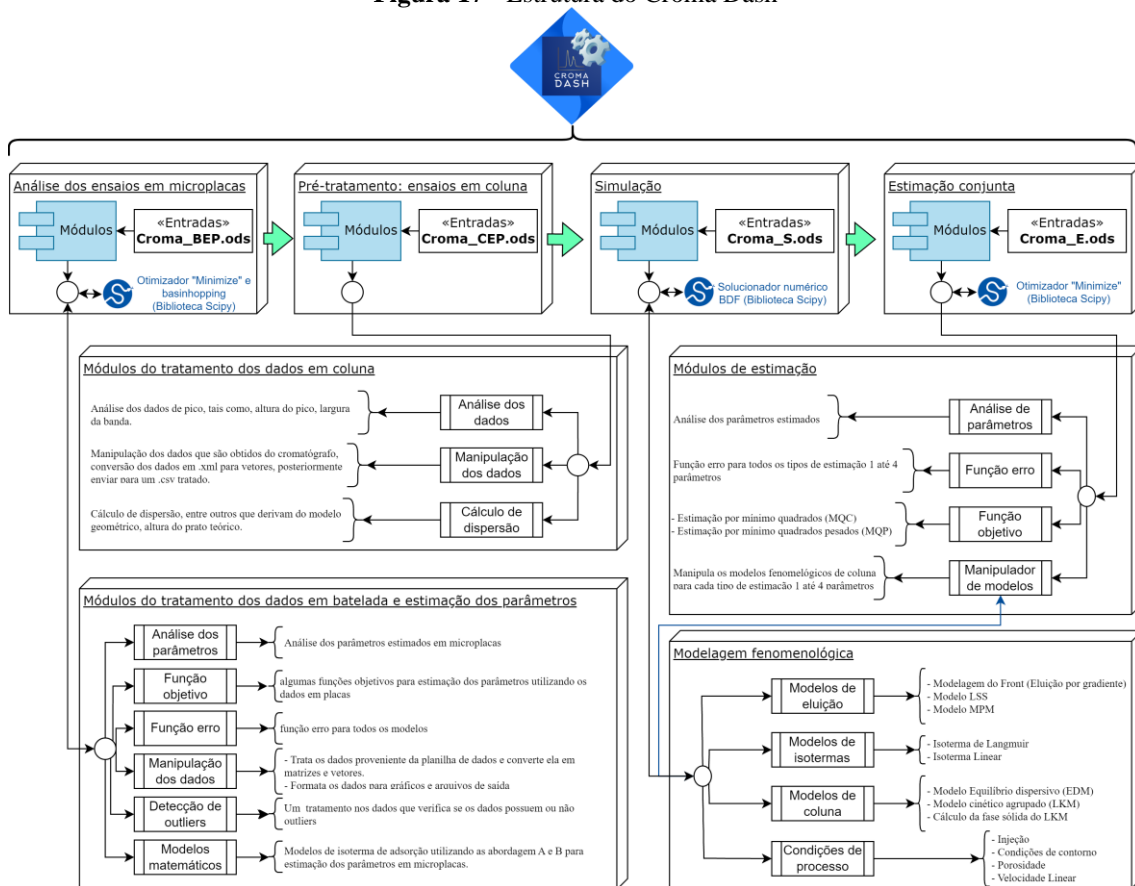 Figura 17 - Estrutura do Croma Dash
CROMA
DASH
Análise dos ensaios em microplacas
Módulos
«Entradas»
Croma_BEP.ods
Otimizador "Minimize" e
basinhopping
(Biblioteca Scipy)
Pré-tratamento: ensaios em coluna
Módulos
«Entradas»
Croma_CEP.ods
Simulação
Módulos
«Entradas»
Croma_S.ods
Solucionador numérico
BDF (Biblioteca Scipy)
Estimação conjunta
Módulos
«Entradas»
Croma_E.ods
Otimizador "Minimize"
(Biblioteca Scipy)
Módulos do tratamento dos dados em coluna
Análise dos dados de pico, tais como, altura do pico, largura
da banda.
Análise dos
dados
Manipulação dos dados que são obtidos do cromatógrafo,
conversão dos dados em .xml para vetores, posteriormente
enviar para um .csv tratado.
Manipulação
dos dados
Cálculo de dispersão, entre outros que derivam do modelo
geométrico, altura do prato teórico.
Cálculo de
dispersão
Módulos de estimação
Análise dos parâmetros estimados
Análise de
parâmetros
Função erro para todos os tipos de estimação 1 até 4
parâmetros
Função erro
- Estimação por mínimo quadrados (MQC)
- Estimação por mínimo quadrados pesados (MQP)
Função
objetivo
Manipula os modelos fenomelógicos de coluna
para cada tipo de estimação 1 até 4 parâmetros
Manipulador
de modelos
Módulos do tratamento dos dados em batelada e estimação dos parâmetros
Análise dos
parâmetros
Análise dos parâmetros estimados em microplacas
Função
objetivo
algumas funções objetivos para estimação dos parâmetros utilizando os
dados em placas
Função erro
função erro para todos os modelos
Manipulação
dos dados
- Trata os dados proveniente da planilha de dados e converte ela em
matrizes e vetores.
- Formata os dados para gráficos e arquivos de saida
Detecção de
outliers
Um tratamento nos dados que verifica se os dados possuem ou não
outliers
Modelos
matemáticos
Modelos de isoterma de adsorção utilizando as abordagem A e B para
estimação dos parâmetros em microplacas.
Modelagem fenomenológica
Modelos de
eluição
- Modelagem do Front (Eluição por gradiente)
- Modelo LSS
- Modelo MPM
Modelos de
isotermas
- Isoterma de Langmuir
- Isoterma Linear
Modelos de
coluna
- Modelo Equilíbrio dispersivo (EDM)
- Modelo cinético agrupado (LKM)
- Cálculo da fase sólida do LKM
Condições de
processo
- Injeção
- Condições de contorno
- Porosidade
- Velocidade Linear